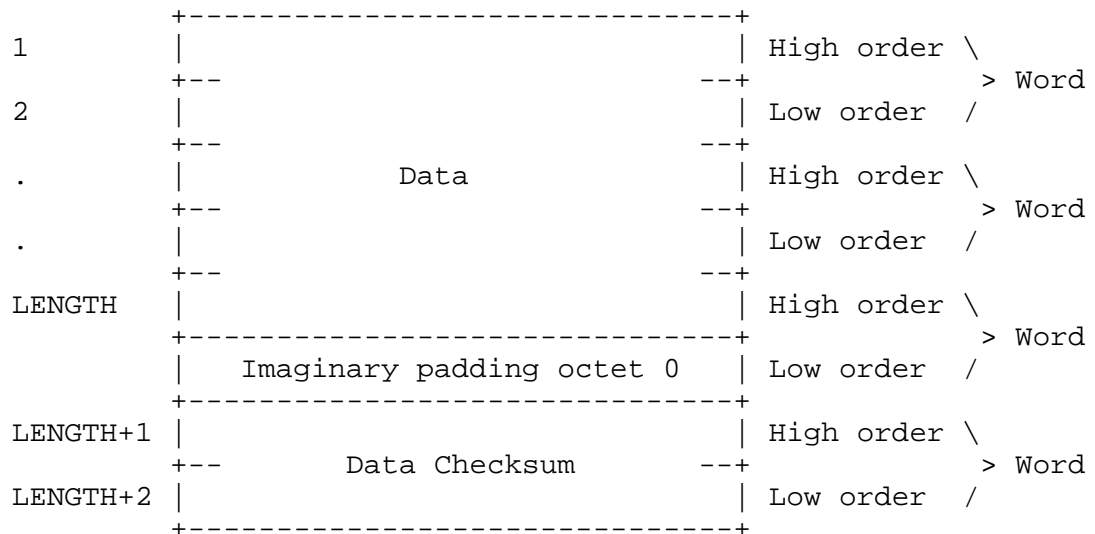 +-------------------------------+
1         |                               | High order \
          +--                           --+             > Word
2         |                               | Low order  /
          +--                           --+
.         |            Data               | High order \
          +--                           --+             > Word
.         |                               | Low order  /
          +--                           --+
LENGTH    |                               | High order \
          +-------------------------------+             > Word
          |   Imaginary padding octet 0   | Low order  /
          +-------------------------------+
LENGTH+1  |                               | High order \
          +--       Data Checksum       --+             > Word
LENGTH+2  |                               | Low order  /
          +-------------------------------+